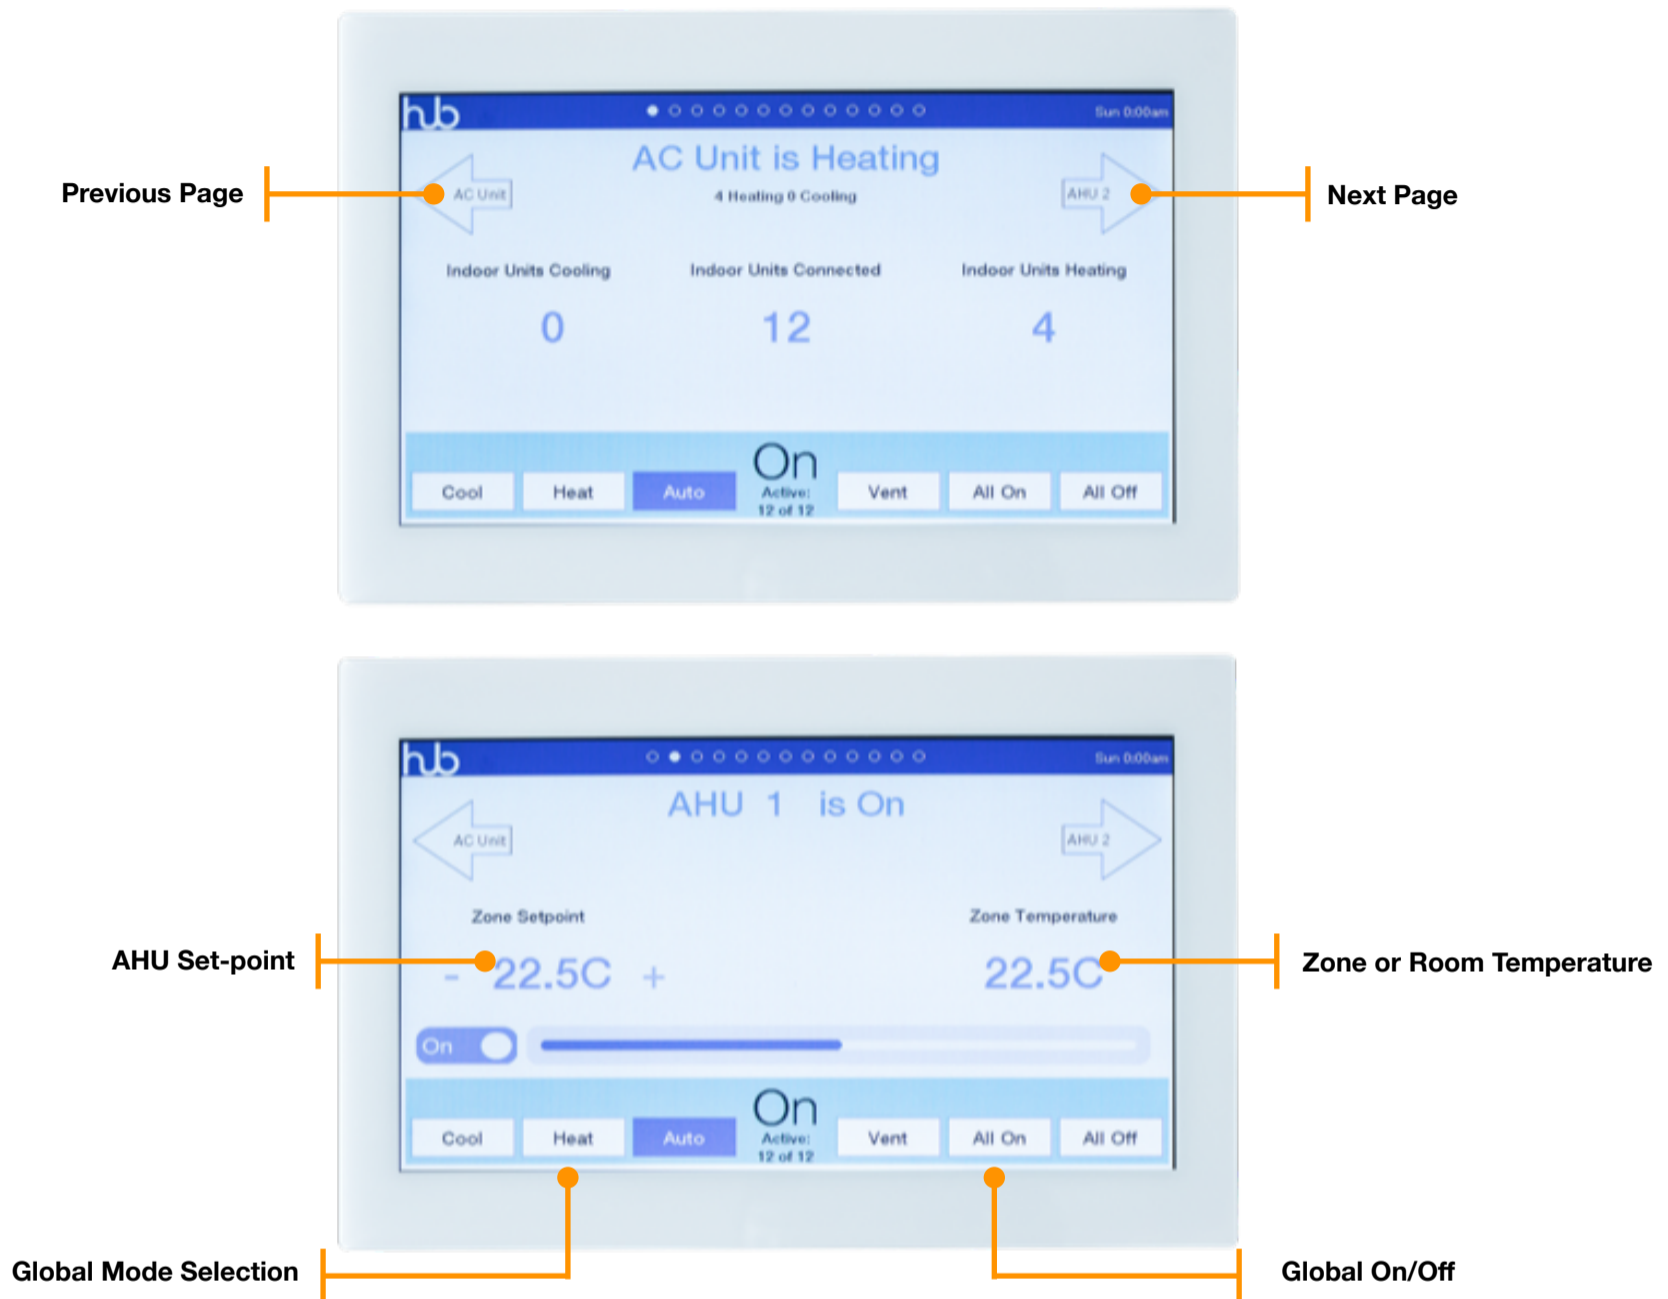 hub
Sun 0:00am
AC Unit is Heating
Previous Page
AC Unit
4 Heating 0 Cooling
AHU 2
Next Page
Indoor Units Cooling
Indoor Units Connected
Indoor Units Heating
0
12
4
On
Cool
Heat
Auto
Active:
12 of 12
Vent
All On
All Off
hub
Sun 0:00am
AHU 1 is On
AC Unit
AHU 2
Zone Setpoint
Zone Temperature
AHU Set-point
- 22.5C +
22.5C
Zone or Room Temperature
On
On
Cool
Heat
Auto
Active:
12 of 12
Vent
All On
All Off
Global Mode Selection
Global On/Off